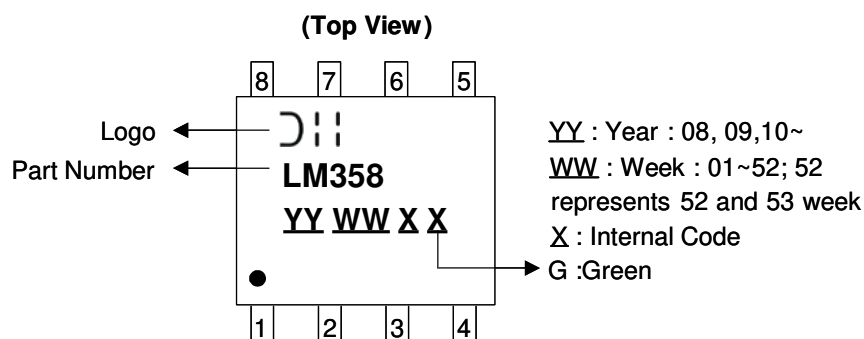 (Top View)
8 7 6 5
Logo
Part Number
LM358
YY WW X X
YY : Year : 08, 09,10~
WW : Week : 01~52; 52
represents 52 and 53 week
X : Internal Code
G :Green
1 2 3 4